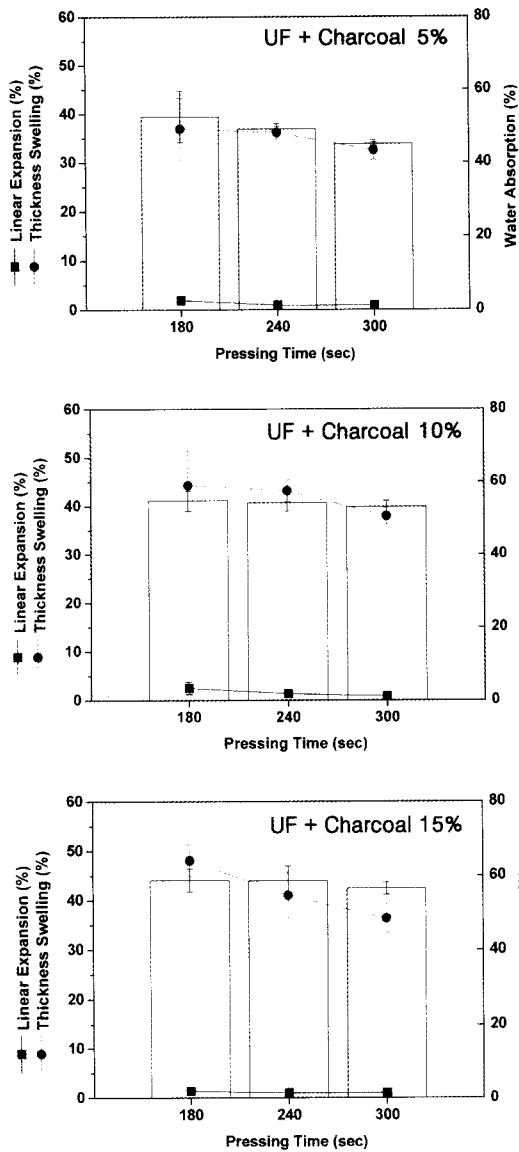 UF + Charcoal 5%
60
50
40
30
20
10
0
80
60
40
20
0
Linear Expansion (%)
Thickness Swelling (%)
Water Absorption (%)
180 240 300
Pressing Time (sec)
UF + Charcoal 10%
60
50
40
30
20
10
0
80
60
40
20
0
Linear Expansion (%)
Thickness Swelling (%)
180 240 300
Pressing Time (sec)
UF + Charcoal 15%
60
50
40
30
20
10
0
80
60
40
20
0
Linear Expansion (%)
Thickness Swelling (%)
180 240 300
Pressing Time (sec)